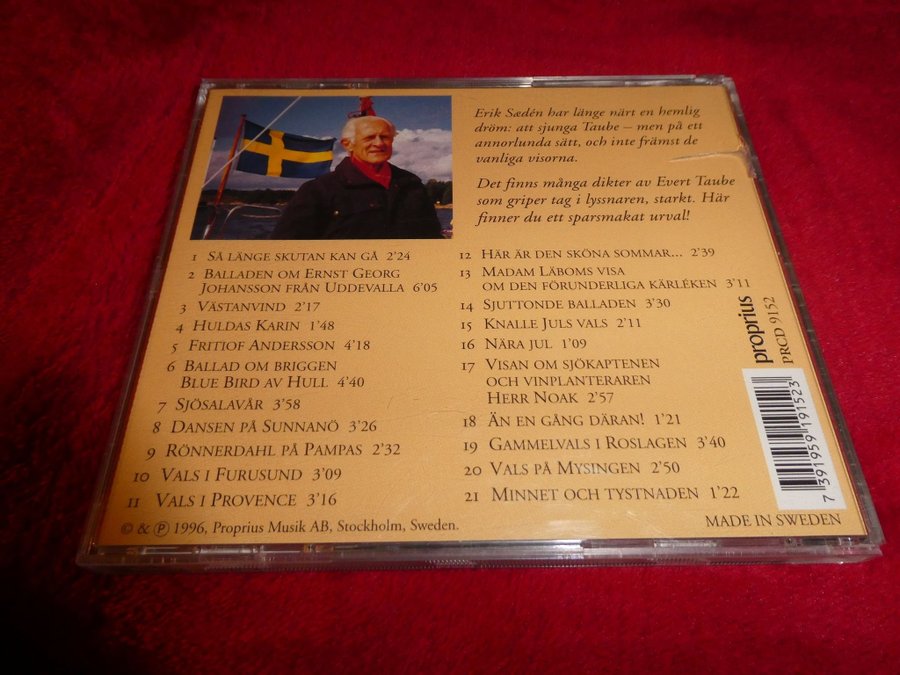 Erik Sædén har länge närt en hemlig
dröm: att sjunga Taube – men på ett
annorlunda sätt, och inte främst de
vanliga visorna.
Det finns många dikter av Evert Taube
som griper tag i lyssnaren, starkt. Här
finner du ett sparsmakat urval!
1 Så länge skutan kan gå 2'24
2 Balladen om Ernst Georg
Johansson från Uddevalla 6'05
3 Västanvind 2'17
4 Huldas Karin 1'48
5 Fritiof Andersson 4'18
6 Ballad om briggen
Blue Bird av Hull 4'40
7 Sjösalavår 3'58
8 Dansen på Sunnanö 3'26
9 Rönnerdahl på Pampas 2'32
10 Vals i Furusund 3'09
11 Vals i Provence 3'16
12 Här är den sköna sommar... 2'39
13 Madam Läboms visa
om den förunderliga kärléken 3'11
14 Sjuttonde balladen 3'30
15 Knalle Juls vals 2'11
16 Nära jul 1'09
17 Visan om sjökaptenen
och vinplanteraren
Herr Noak 2'57
18 Än en gång däran! 1'21
19 Gammelvals i Roslagen 3'40
20 Vals på Mysingen 2'50
21 Minnet och tystnaden 1'22
proprius
PRCD 9152
7 391959 191523
© & ℗ 1996, Proprius Musik AB, Stockholm, Sweden.
MADE IN SWEDEN